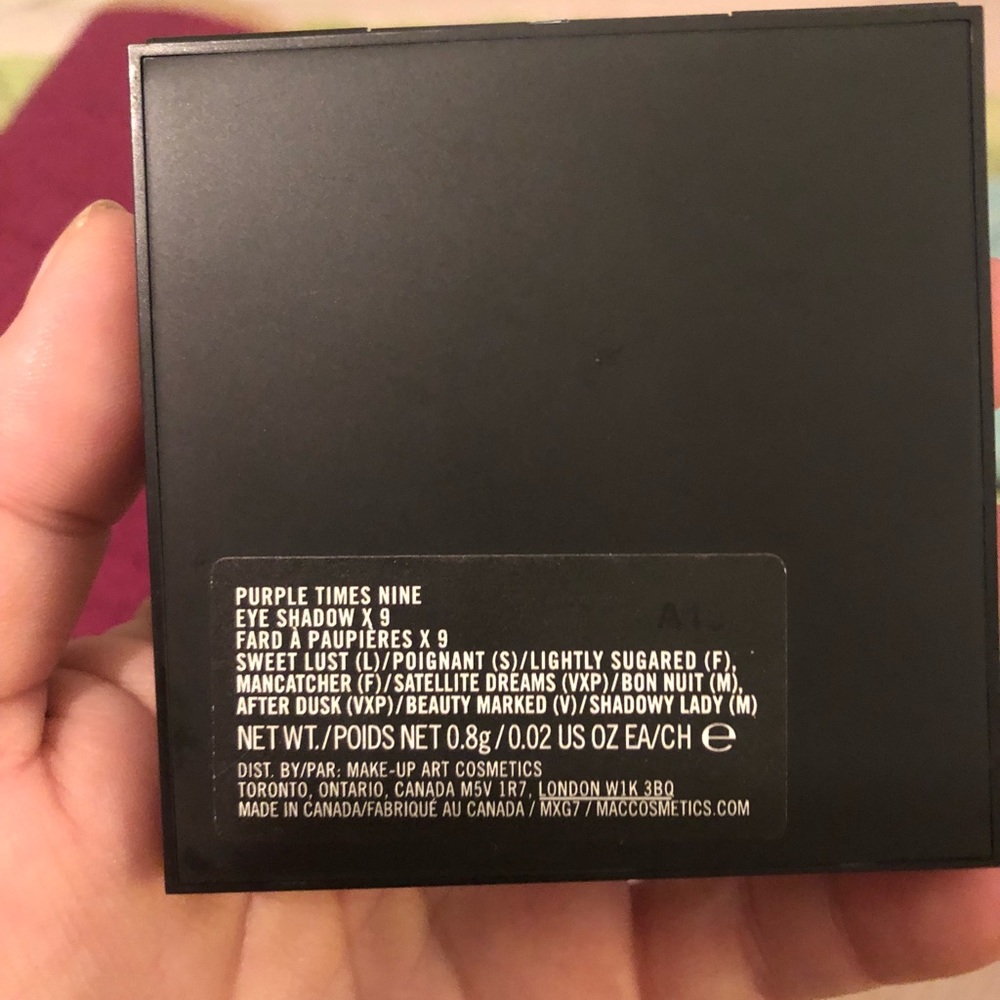 PURPLE TIMES NINE
EYE SHADOW X 9
FARD À PAUPIÈRES X 9
SWEET LUST (L)/POIGNANT (S)/LIGHTLY SUGARED (F),
MANCATCHER (F)/SATELLITE DREAMS (VXP)/BON NUIT (M),
AFTER DUSK (VXP)/BEAUTY MARKED (V)/SHADOWY LADY (M)
NET WT./POIDS NET 0.8g/0.02 US OZ EA/CH ℮
DIST. BY/PAR: MAKE-UP ART COSMETICS
TORONTO, ONTARIO, CANADA M5V 1R7, LONDON W1K 3BQ
MADE IN CANADA/FABRIQUÉ AU CANADA / MXG7 / MACCOSMETICS.COM